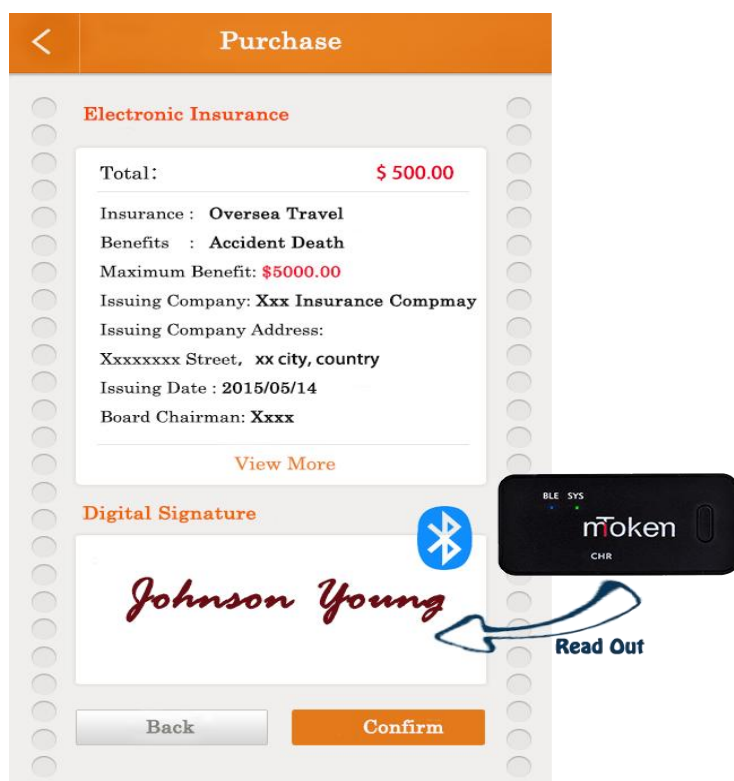 Purchase
Electronic Insurance
Total: $ 500.00
Insurance : Oversea Travel
Benefits : Accident Death
Maximum Benefit: $5000.00
Issuing Company: Xxx Insurance Compmay
Issuing Company Address:
Xxxxxxxx Street, xx city, country
Issuing Date : 2015/05/14
Board Chairman: Xxxx
View More
Digital Signature
BLE SYS
mToken
CHR
Johnson Young
Read Out
Back Confirm